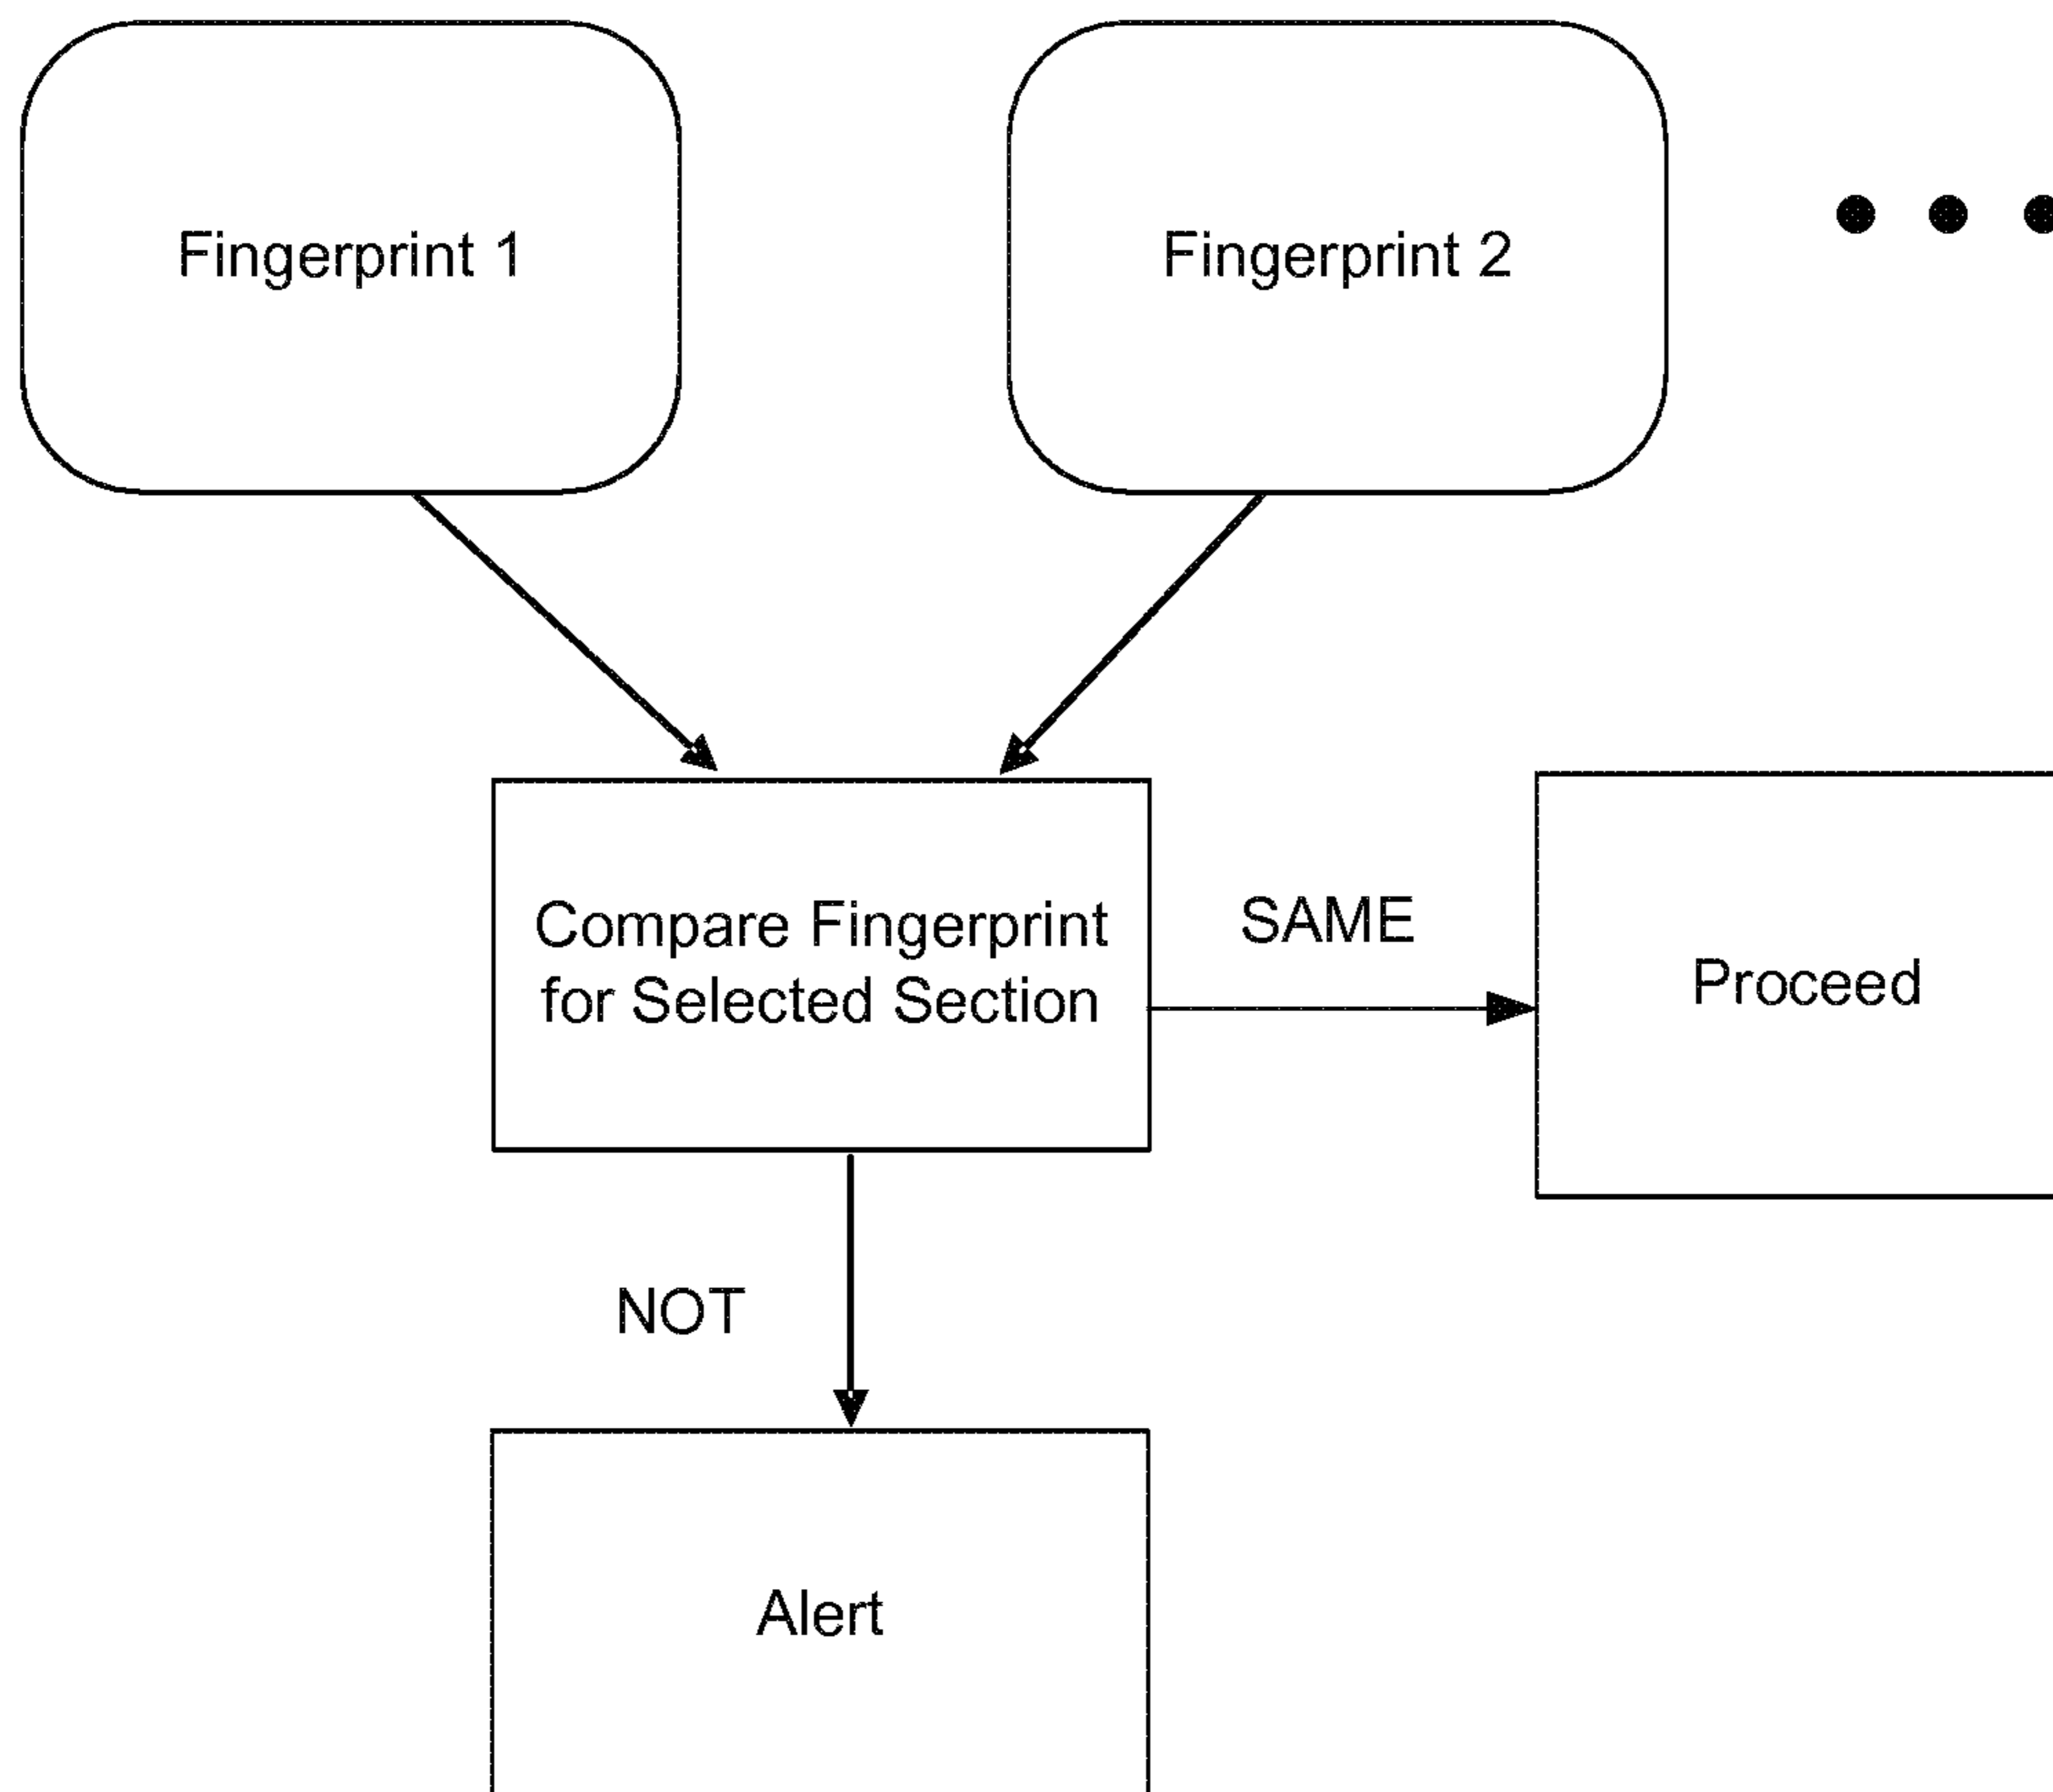 Fingerprint 1
Fingerprint 2
Compare Fingerprint
for Selected Section
SAME
Proceed
NOT
Alert